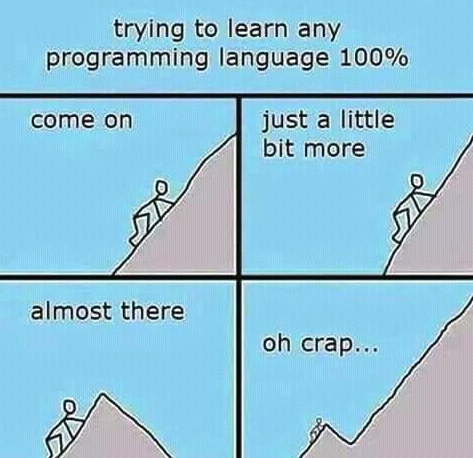 trying to learn any
programming language 100%
come on
just a little
bit more
almost there
oh crap...